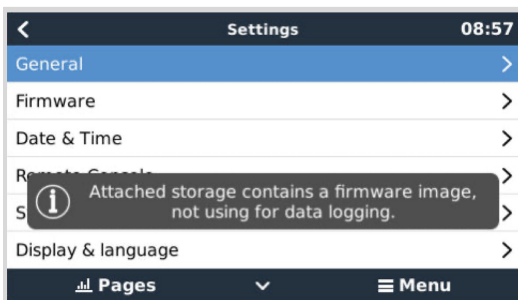 Settings
08:57
General
Firmware
Date & Time
Attached storage contains a firmware image,
not using for data logging.
S
Display & language
Pages
Menu